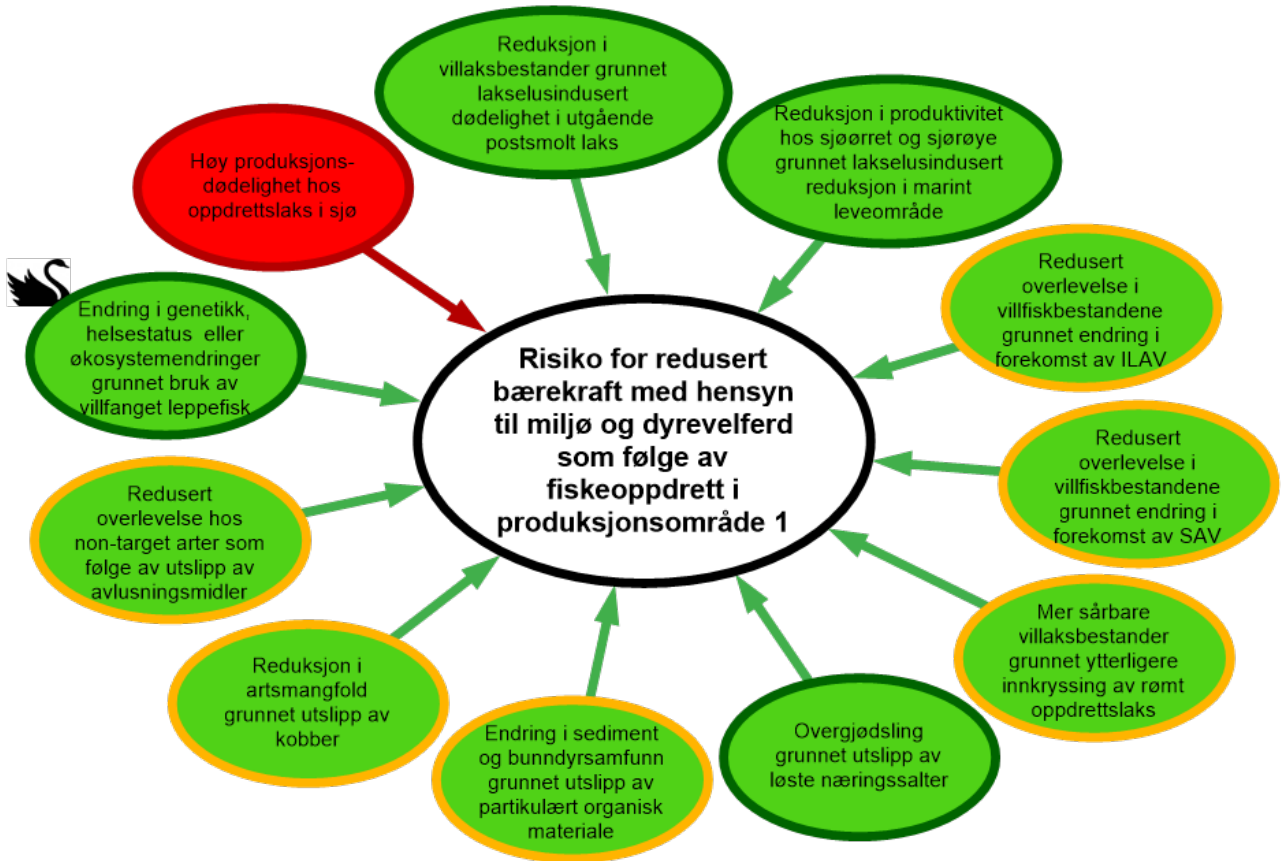 Reduksjon i
villaksbestander grunnet
lakselusindusert
dødelighet i utgående
postsmolt laks
Reduksjon i produktivitet
hos sjøørret og sjørøye
grunnet lakselusindusert
reduksjon i marint
leveområde
Høy produksjons-
dødelighet hos
oppdrettslaks i sjø
Redusert
overlevelse i
villfiskbestandene
grunnet endring i
forekomst av ILAV
Endring i genetikk,
helsestatus eller
økosystemendringer
grunnet bruk av
villfanget leppefisk
Risiko for redusert
bærekraft med hensyn
til miljø og dyrevelferd
som følge av
fiskeoppdrett i
produksjonsområde 1
Redusert
overlevelse i
villfiskbestandene
grunnet endring i
forekomst av SAV
Redusert
overlevelse hos
non-target arter som
følge av utslipp av
avlusningsmidler
Mer sårbare
villaksbestander
grunnet ytterligere
innkryssing av rømt
oppdrettslaks
Reduksjon i
artsmangfold
grunnet utslipp av
kobber
Endring i sediment
og bunndyrsamfunn
grunnet utslipp av
partikulært organisk
materiale
Overgjødsling
grunnet utslipp av
løste næringssalter